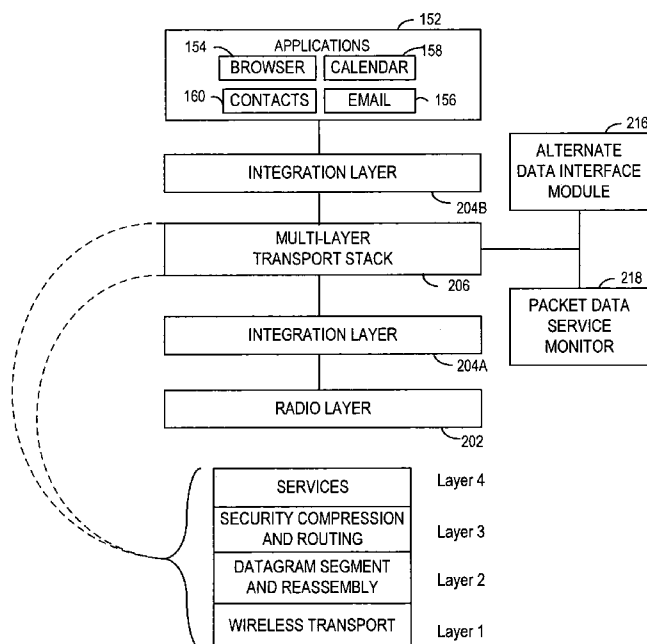 152
APPLICATIONS
154
158
BROWSER
CALENDAR
160
CONTACTS
EMAIL
156
216
ALTERNATE
DATA INTERFACE
MODULE
INTEGRATION LAYER
204B
MULTI-LAYER
TRANSPORT STACK
206
218
PACKET DATA
SERVICE
MONITOR
INTEGRATION LAYER
204A
RADIO LAYER
202
SERVICES
Layer 4
SECURITY COMPRESSION
AND ROUTING
Layer 3
DATAGRAM SEGMENT
AND REASSEMBLY
Layer 2
WIRELESS TRANSPORT
Layer 1